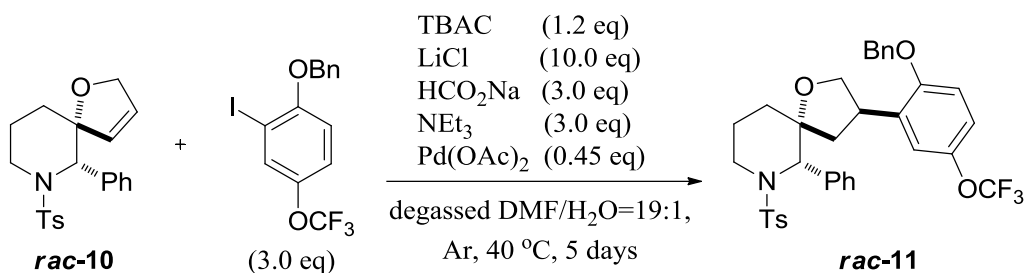 TBAC (1.2 eq)
LiCl (10.0 eq)
HCO₂Na (3.0 eq)
NEt₃ (3.0 eq)
Pd(OAc)₂ (0.45 eq)
degassed DMF/H₂O=19:1,
Ar, 40 °C, 5 days
O
N
Ts
Ph
rac-10
+
I
OBn
OCF₃
(3.0 eq)
BnO
O
N
Ts
Ph
OCF₃
rac-11